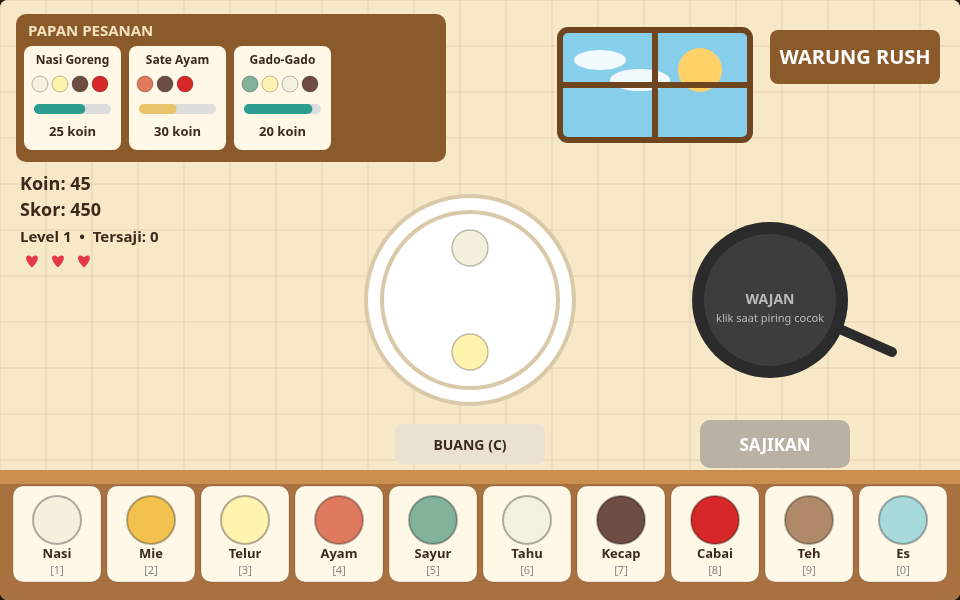 PAPAN PESANAN
Nasi Goreng
25 koin
Sate Ayam
30 koin
Gado-Gado
20 koin
WARUNG RUSH
Koin: 45
Skor: 450
Level 1 • Tersaji: 0
WAJAN
klik saat piring cocok
BUANG (C)
SAJIKAN
Nasi
[1]
Mie
[2]
Telur
[3]
Ayam
[4]
Sayur
[5]
Tahu
[6]
Kecap
[7]
Cabai
[8]
Teh
[9]
Es
[0]